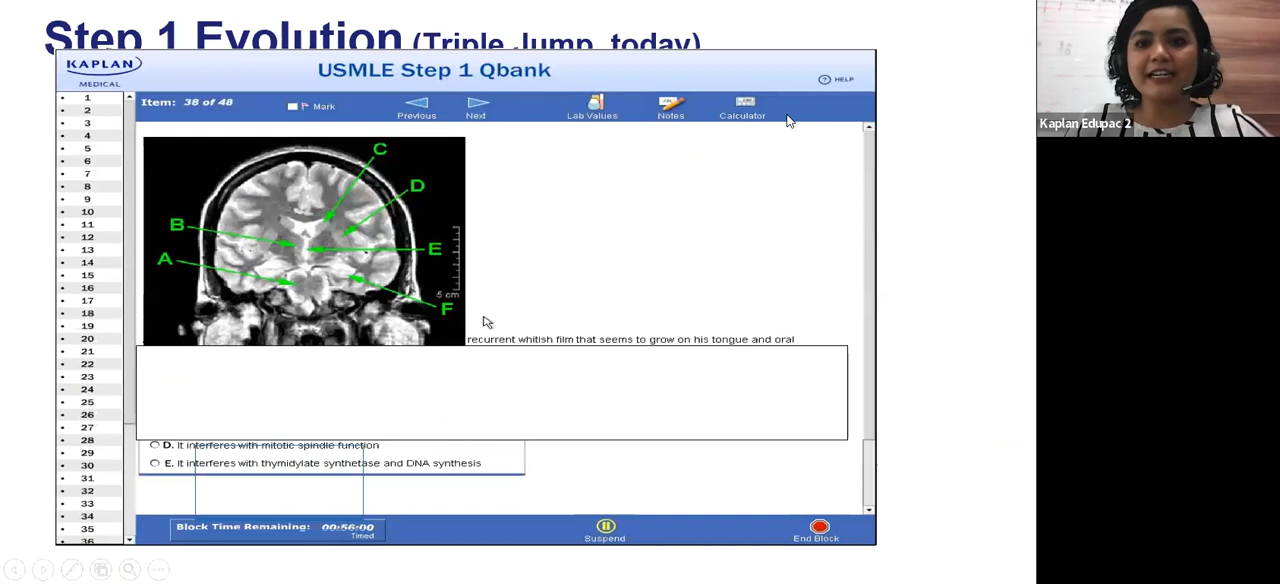 Step 1 Evolution (Triple Jump, today)
KAPLAN
MEDICAL
USMLE Step 1 Qbank
HELP
Item: 38 of 48
Mark
Previous
Next
Lab Values
Notes
Calculator
1
2
3
4
5
6
7
8
9
10
11
12
13
14
15
16
17
18
19
20
21
22
23
24
25
26
27
28
29
30
31
32
33
34
35
36
C
D
B
E
A
5 cm
F
recurrent whitish film that seems to grow on his tongue and oral
D. It interferes with mitotic spindle function
E. It interferes with thymidylate synthetase and DNA synthesis
Block Time Remaining: 00:56:00
Timed
Suspend
End Block
Kaplan Edupac 2